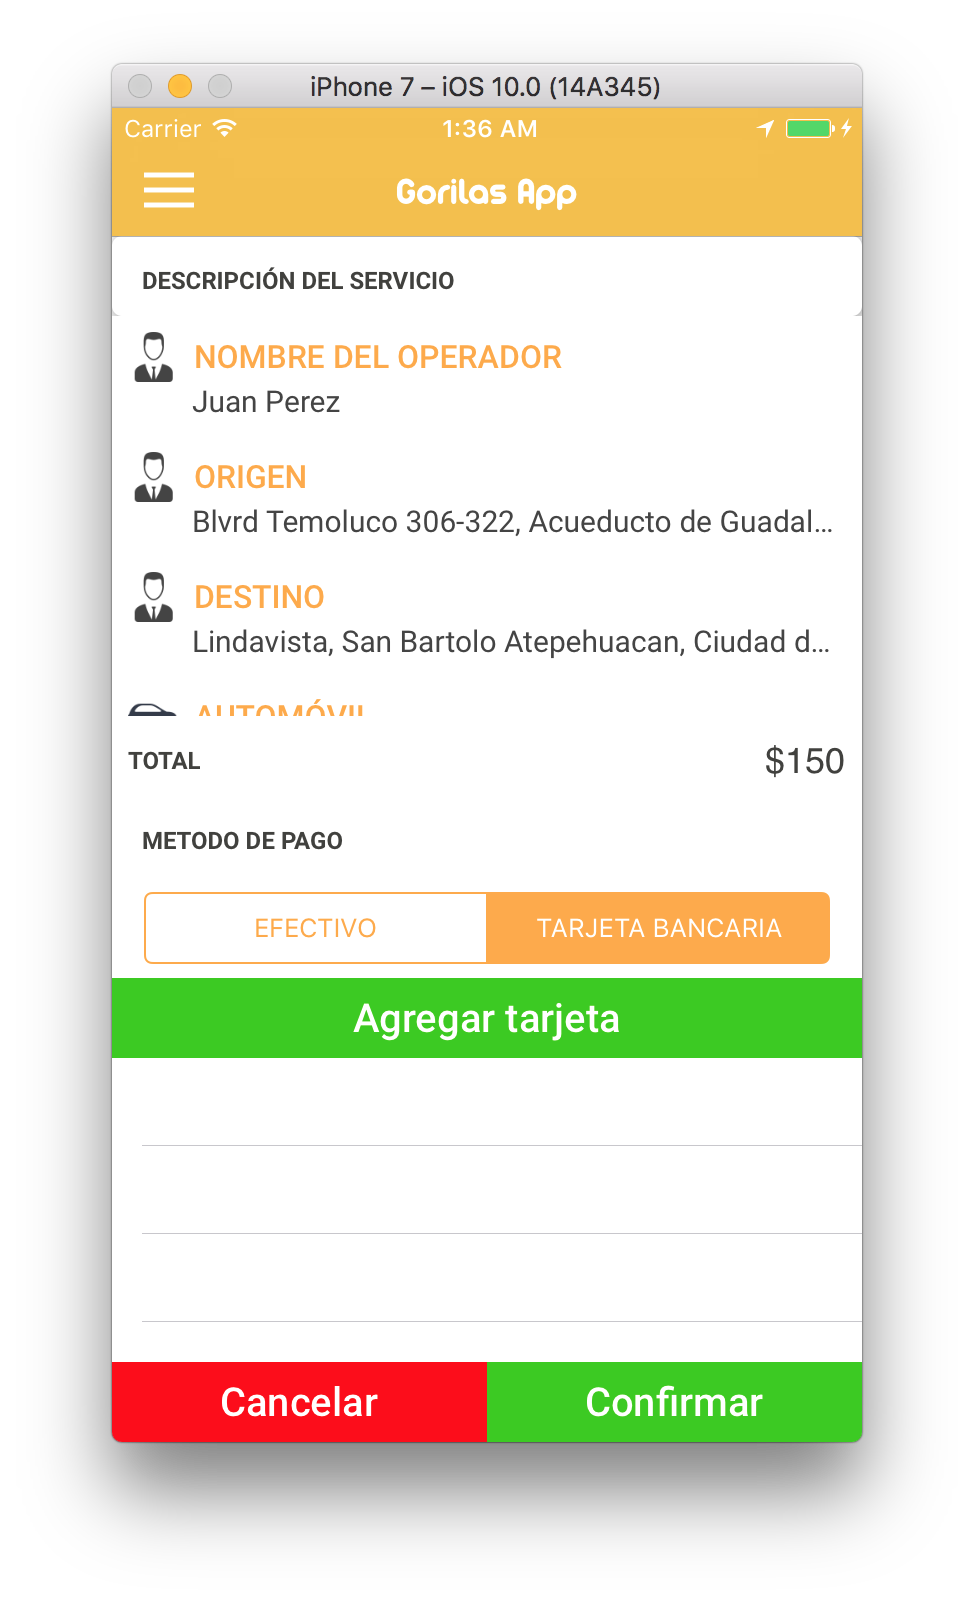 iPhone 7 – iOS 10.0 (14A345)
Carrier 1:36 AM
Gorilas App
DESCRIPCIÓN DEL SERVICIO
NOMBRE DEL OPERADOR
Juan Perez
ORIGEN
Blvrd Temoluco 306-322, Acueducto de Guadal...
DESTINO
Lindavista, San Bartolo Atepehuacan, Ciudad d...
AUTOMÓVIL
TOTAL $150
METODO DE PAGO
EFECTIVO TARJETA BANCARIA
Agregar tarjeta
Cancelar Confirmar